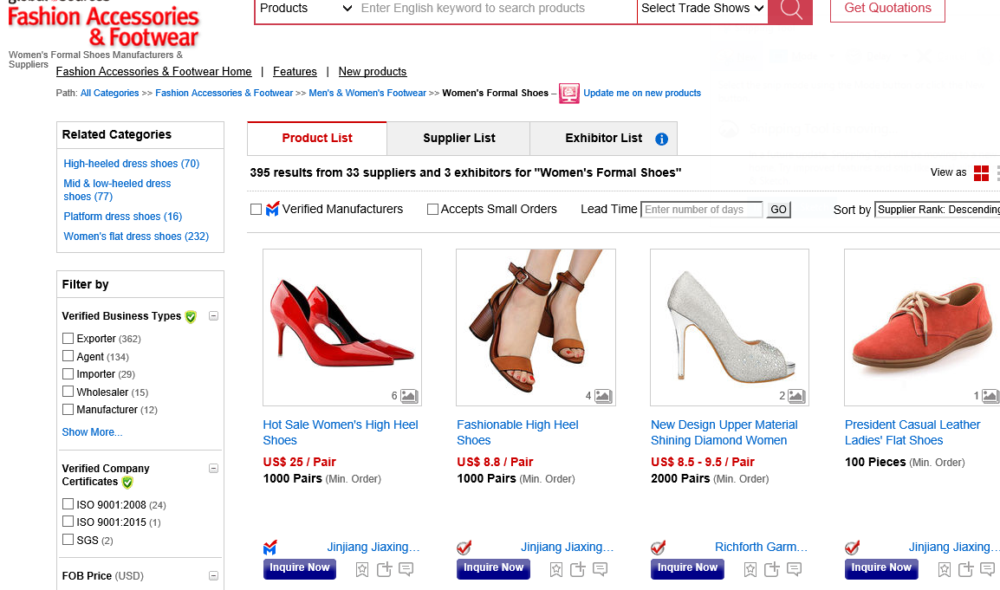 Fashion Accessories
& Footwear
Women's Formal Shoes Manufacturers &
Suppliers
Products
Enter English keyword to search products
Select Trade Shows
Get Quotations
Fashion Accessories & Footwear Home | Features | New products
Path: All Categories >> Fashion Accessories & Footwear >> Men's & Women's Footwear >> Women's Formal Shoes – Update me on new products
Related Categories
High-heeled dress shoes (70)
Mid & low-heeled dress
shoes (77)
Platform dress shoes (16)
Women's flat dress shoes (232)
Filter by
Verified Business Types
Exporter (362)
Agent (134)
Importer (29)
Wholesaler (15)
Manufacturer (12)
Show More...
Verified Company
Certificates
ISO 9001:2008 (24)
ISO 9001:2015 (1)
SGS (2)
FOB Price (USD)
Product List
Supplier List
Exhibitor List
395 results from 33 suppliers and 3 exhibitors for "Women's Formal Shoes"
View as
Verified Manufacturers
Accepts Small Orders
Lead Time
Enter number of days
GO
Sort by
Supplier Rank: Descending
6
4
2
1
Hot Sale Women's High Heel
Shoes
US$ 25 / Pair
1000 Pairs (Min. Order)
Jinjiang Jiaxing...
Inquire Now
Fashionable High Heel
Shoes
US$ 8.8 / Pair
1000 Pairs (Min. Order)
Jinjiang Jiaxing...
Inquire Now
New Design Upper Material
Shining Diamond Women
US$ 8.5 - 9.5 / Pair
2000 Pairs (Min. Order)
Richforth Garm...
Inquire Now
President Casual Leather
Ladies' Flat Shoes
100 Pieces (Min. Order)
Jinjiang Jiaxing...
Inquire Now